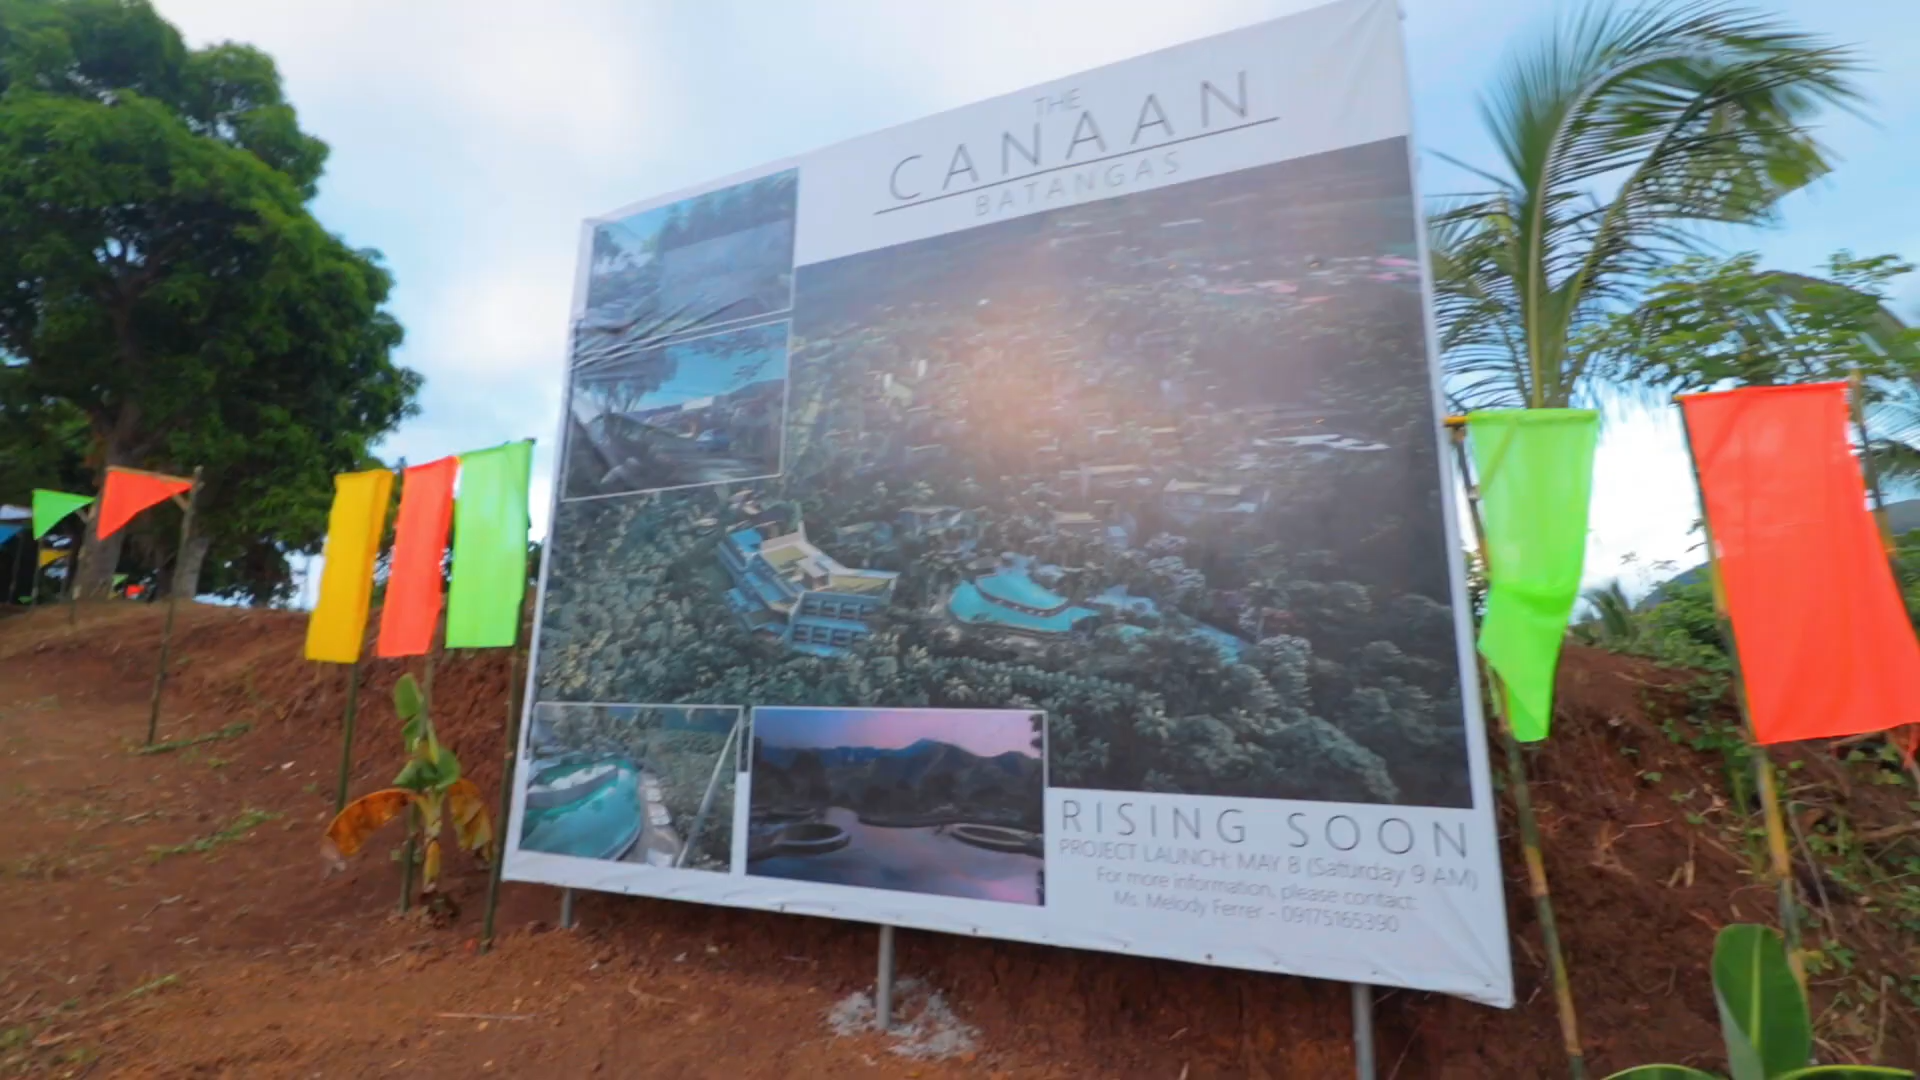 THE
CANAAN
BATANGAS
RISING SOON
PROJECT LAUNCH: MAY 8 (Satturday 9 AM)
For more information, please contact:
Ms. Melody Ferrer - 09175165390